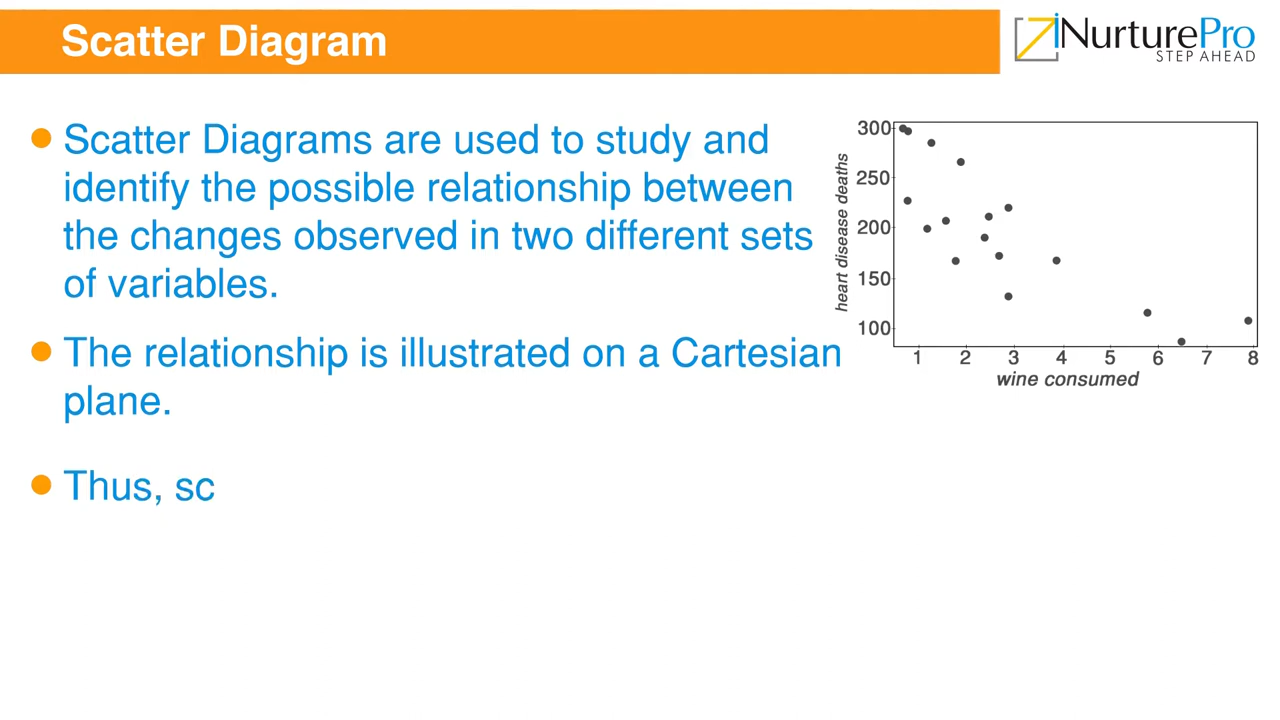 Scatter Diagram
iNurturePro
STEP AHEAD
Scatter Diagrams are used to study and
identify the possible relationship between
the changes observed in two different sets
of variables.
The relationship is illustrated on a Cartesian
plane.
Thus, sc
300
250
200
150
100
heart disease deaths
1 2 3 4 5 6 7 8
wine consumed